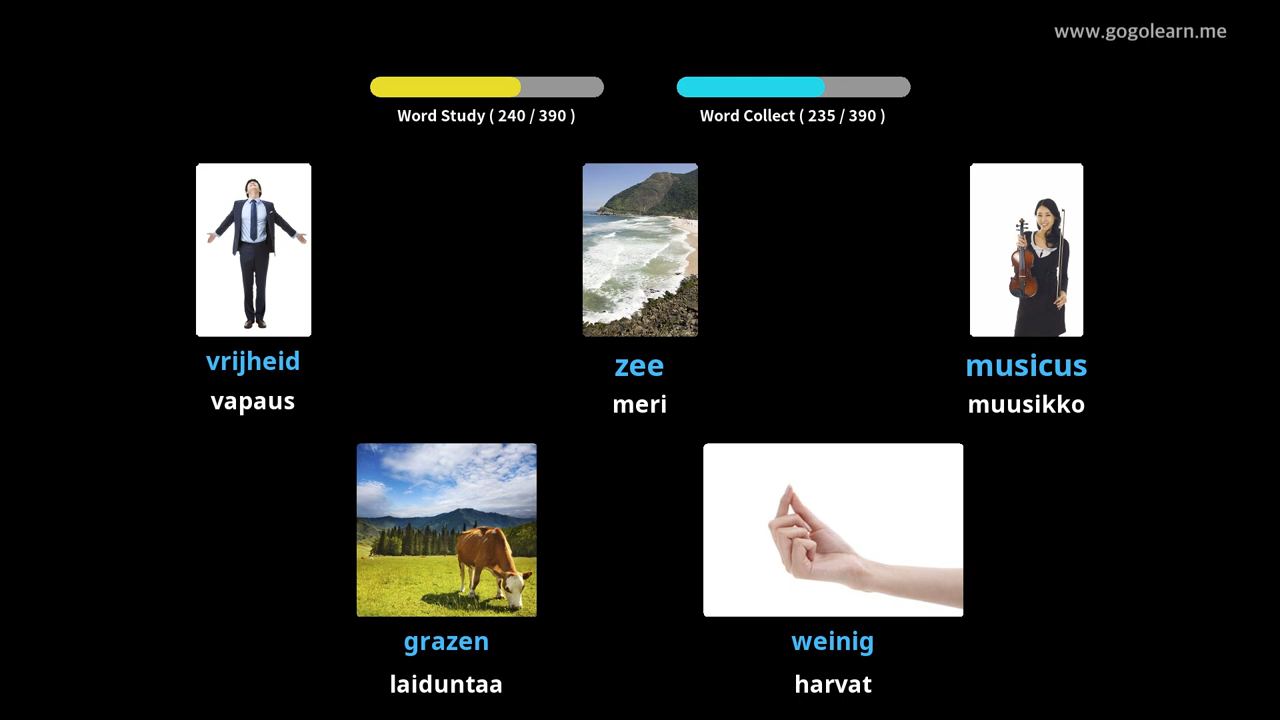 www.gogolearn.me
Word Study ( 240 / 390 )
Word Collect ( 235 / 390 )
vrijheid
vapaus
zee
meri
musicus
muusikko
grazen
laiduntaa
weinig
harvat